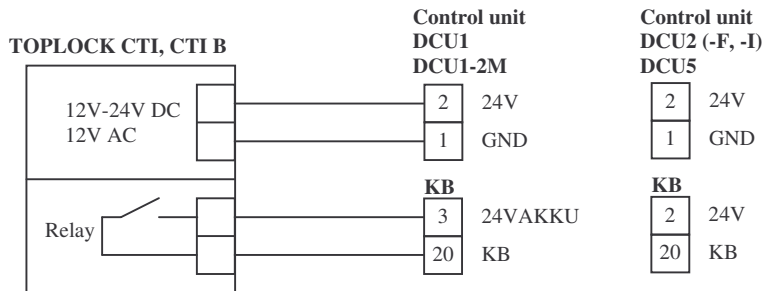 TOPLOCK CTI, CTI B
12V-24V DC
12V AC
Relay
Control unit
DCU1
DCU1-2M
2 24V
1 GND
KB
3 24VAKKU
20 KB
Control unit
DCU2 (-F, -I)
DCU5
2 24V
1 GND
KB
2 24V
20 KB